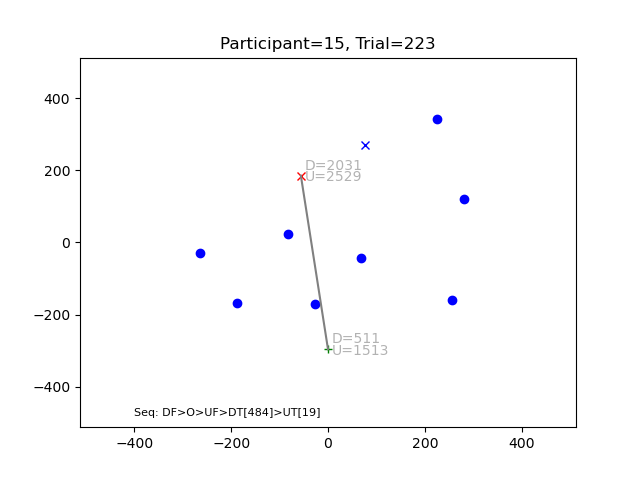 Participant=15, Trial=223
400
200
0
−200
−400
D=2031
U=2529
D=511
U=1513
Seq: DF>O>UF>DT[484]>UT[19]
−400
−200
0
200
400